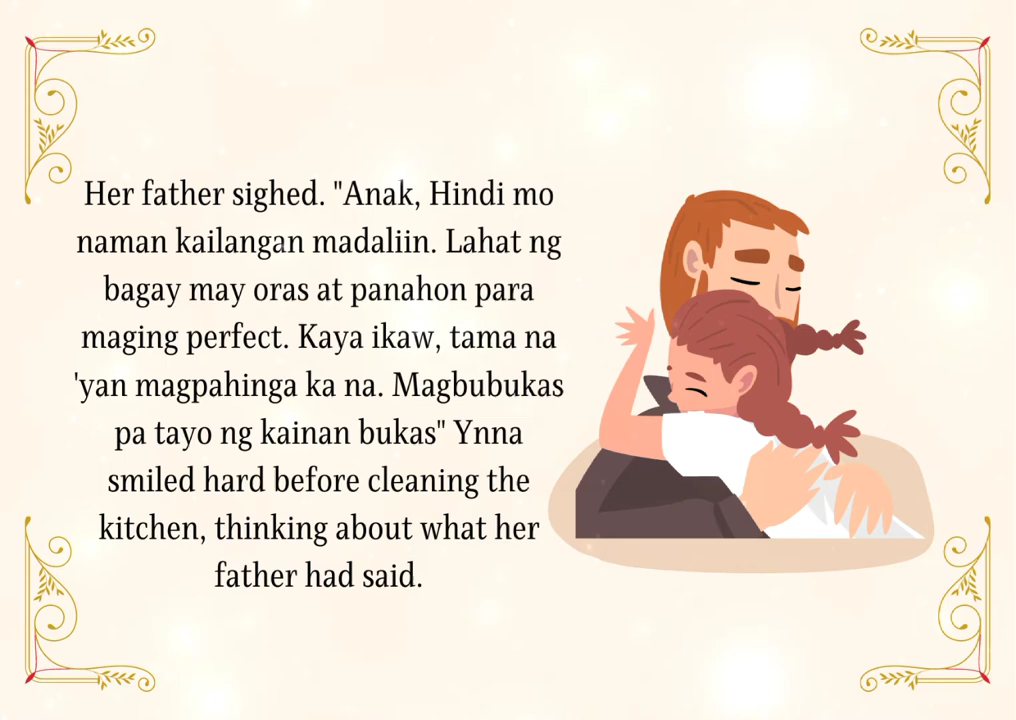 Her father sighed. "Anak, Hindi mo
naman kailangan madaliin. Lahat ng
bagay may oras at panahon para
maging perfect. Kaya ikaw, tama na
'yan magpahinga ka na. Magbubukas
pa tayo ng kainan bukas" Ynna
smiled hard before cleaning the
kitchen, thinking about what her
father had said.